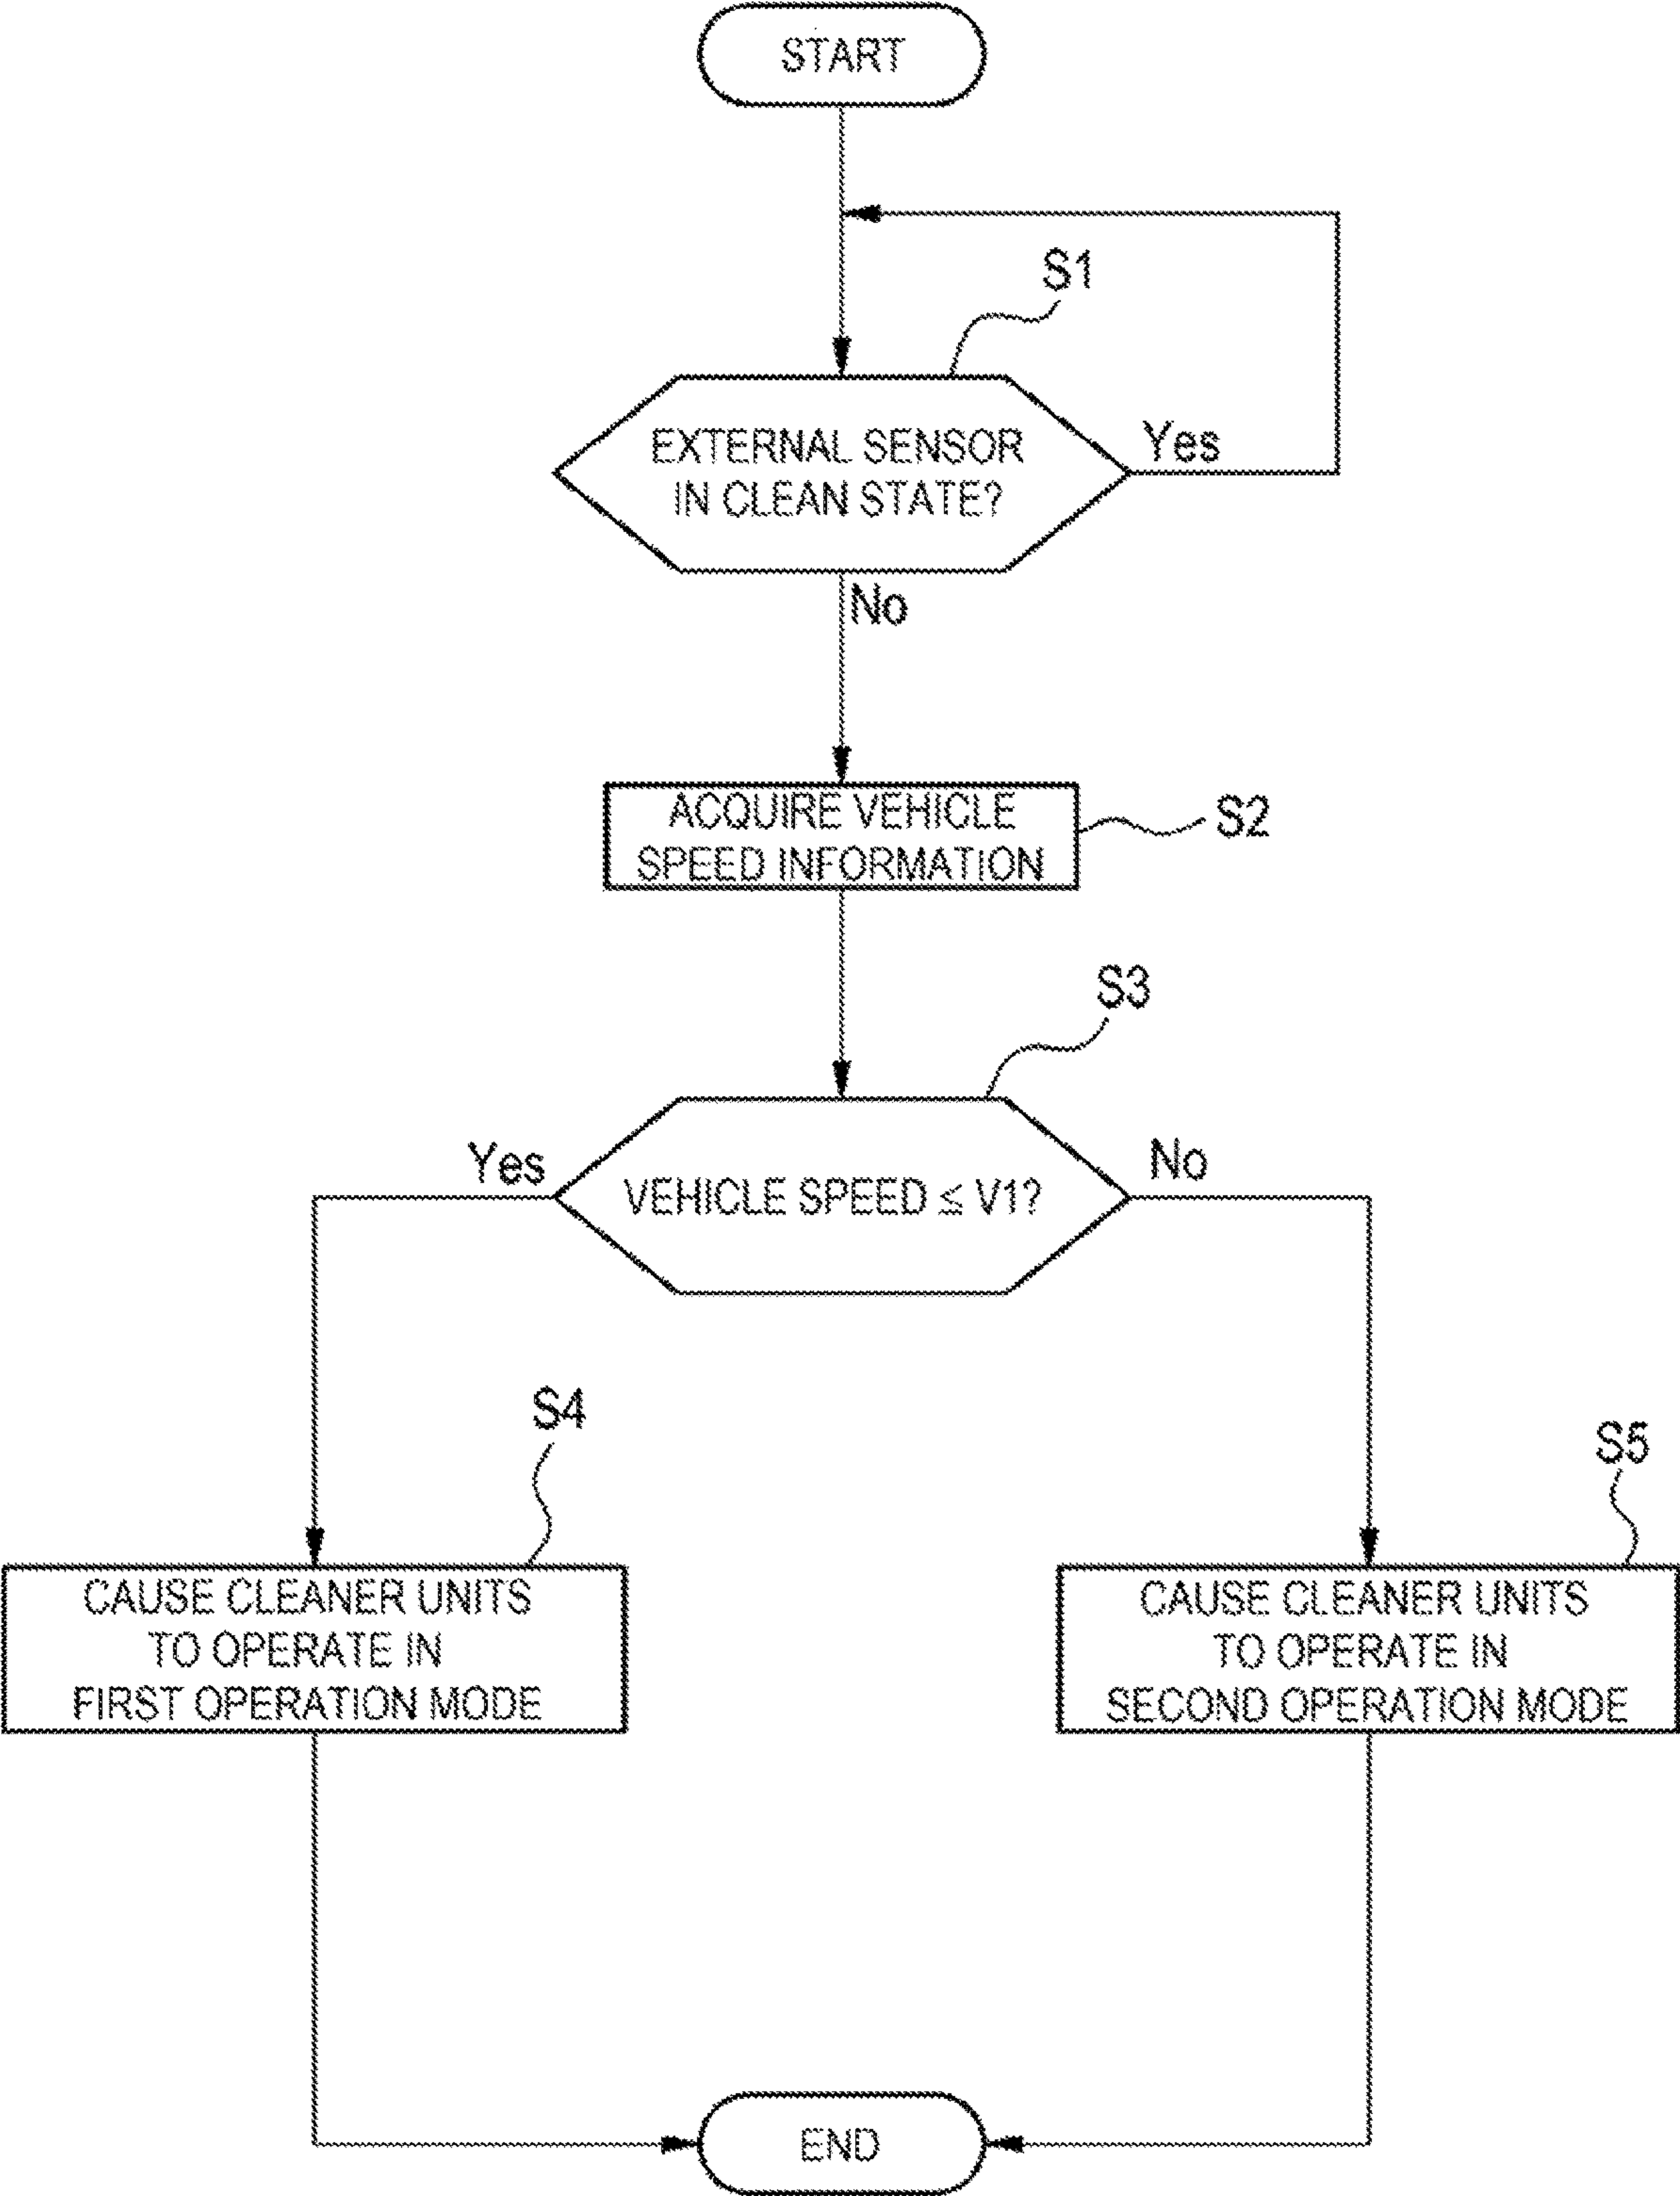 START
S1
EXTERNAL SENSOR
IN CLEAN STATE?
Yes
No
ACQUIRE VEHICLE
SPEED INFORMATION
S2
S3
Yes
VEHICLE SPEED ≦ V1?
No
S4
S5
CAUSE CLEANER UNITS
TO OPERATE IN
FIRST OPERATION MODE
CAUSE CLEANER UNITS
TO OPERATE IN
SECOND OPERATION MODE
END